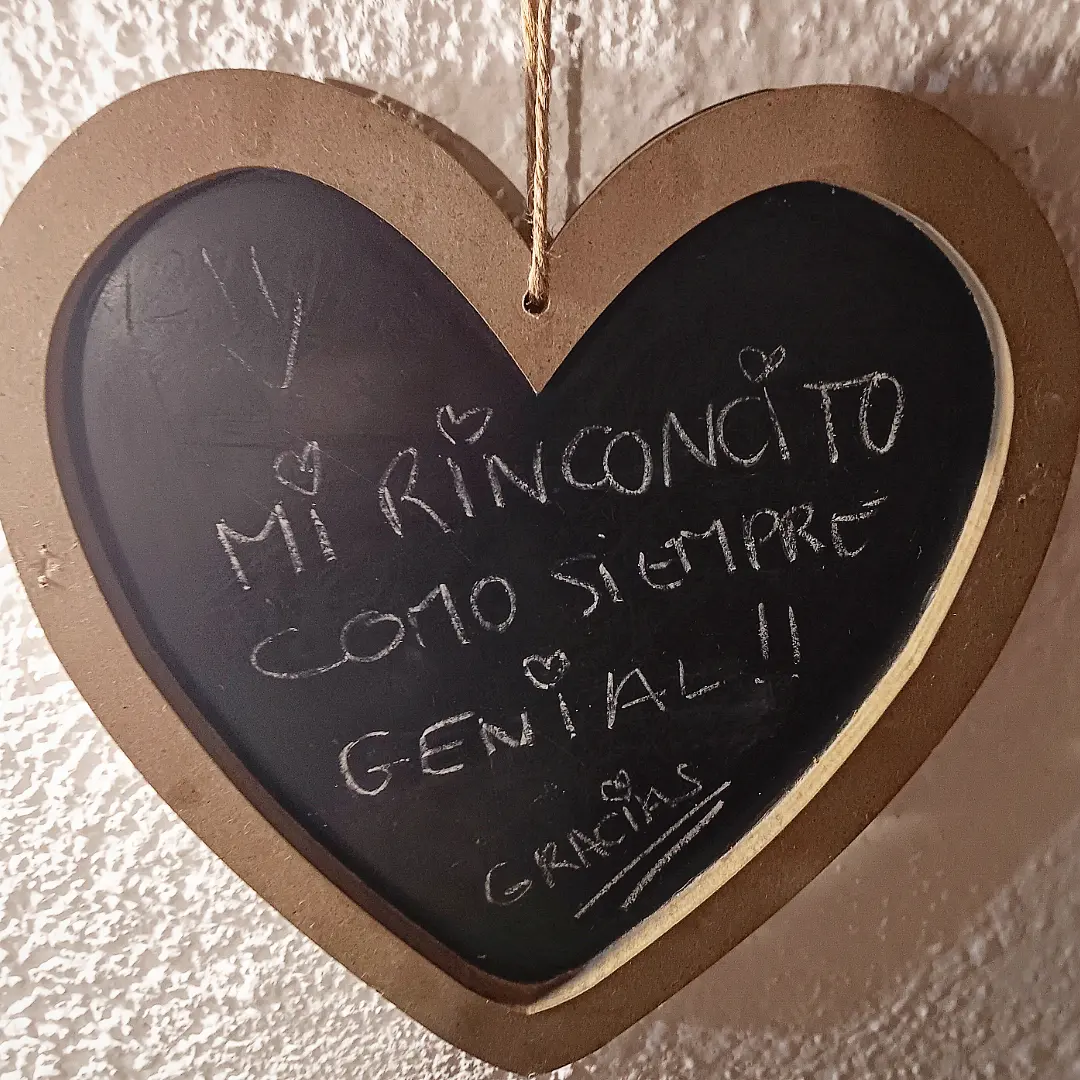 MI RINCONCITO
COMO SIEMPRE
GENIAL!!
GRACIAS